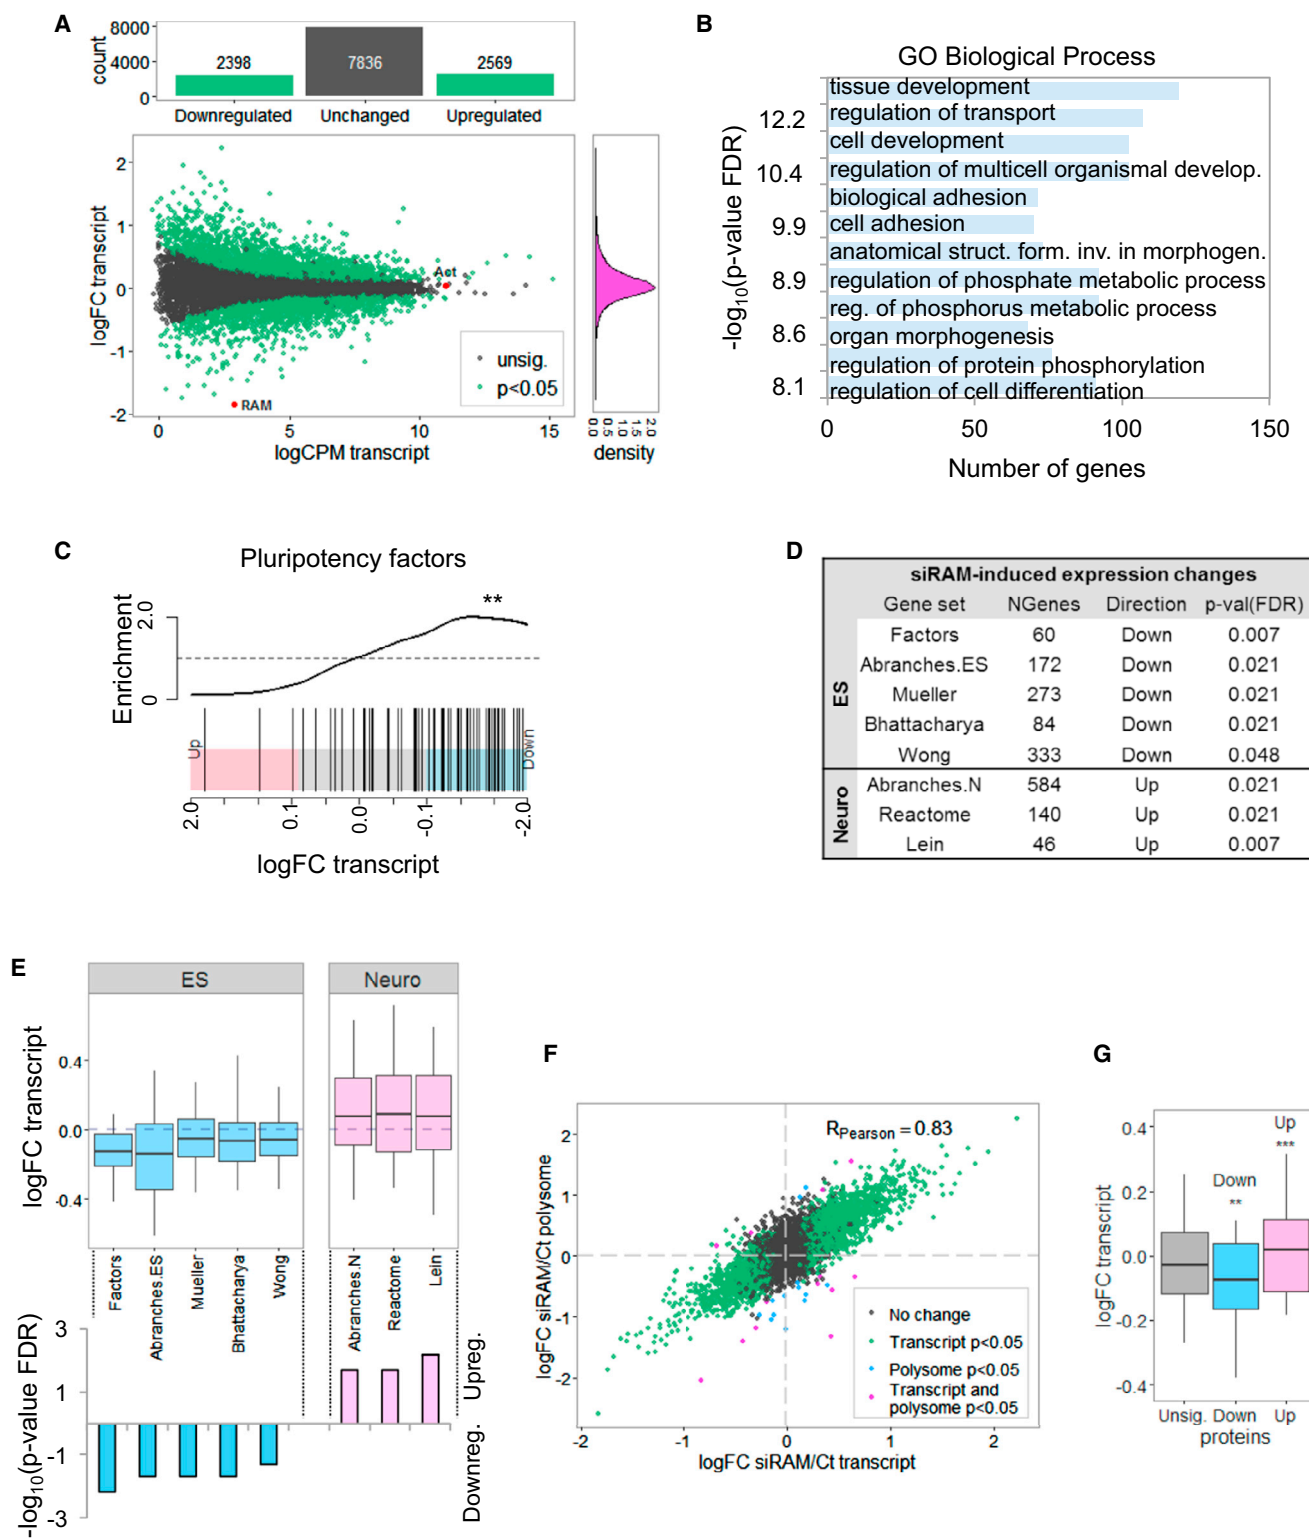 A
count
8000
4000
0
2398
7836
2569
Downregulated Unchanged Upregulated
logFC transcript
2
1
0
-1
-2
Act
RAM
unsig.
p<0.05
0 5 10 15
logCPM transcript
0.0 0.5 1.0 1.5 2.0
density
B
GO Biological Process
-log10(p-value FDR)
12.2
10.4
9.9
8.9
8.6
8.1
tissue development
regulation of transport
cell development
regulation of multicell organismal develop.
biological adhesion
cell adhesion
anatomical struct. form. inv. in morphogen.
regulation of phosphate metabolic process
reg. of phosphorus metabolic process
organ morphogenesis
regulation of protein phosphorylation
regulation of cell differentiation
0 50 100 150
Number of genes
C
Pluripotency factors
Enrichment
2.0
0
**
Up
Down
2.0 0.1 0.0 -0.1 -2.0
logFC transcript
D
siRAM-induced expression changes
Gene set NGenes Direction p-val(FDR)
ES
Factors 60 Down 0.007
Abranches.ES 172 Down 0.021
Mueller 273 Down 0.021
Bhattacharya 84 Down 0.021
Wong 333 Down 0.048
Neuro
Abranches.N 584 Up 0.021
Reactome 140 Up 0.021
Lein 46 Up 0.007
E
ES Neuro
logFC transcript
0.4
0.0
-0.4
Factors
Abranches.ES
Mueller
Bhattacharya
Wong
Abranches.N
Reactome
Lein
-log10(p-value FDR)
3
1
-1
-3
Upreg.
Downreg.
F
RPearson = 0.83
logFC siRAM/Ct polysome
2
1
0
-1
-2
No change
Transcript p<0.05
Polysome p<0.05
Transcript and
polysome p<0.05
-2 -1 0 1 2
logFC siRAM/Ct transcript
G
logFC transcript
0.4
0.2
0.0
-0.2
-0.4
Up
***
Down
**
Unsig. Down Up
proteins